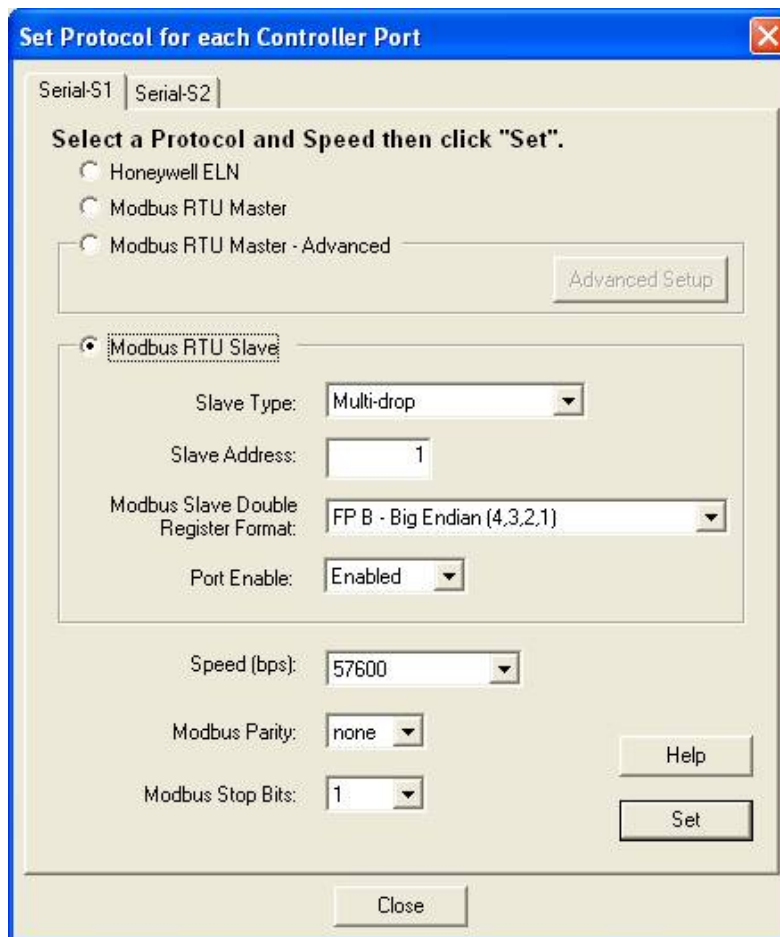 Set Protocol for each Controller Port
Serial-S1 Serial-S2
Select a Protocol and Speed then click "Set".
Honeywell ELN
Modbus RTU Master
Modbus RTU Master - Advanced
Advanced Setup
Modbus RTU Slave
Slave Type: Multi-drop
Slave Address: 1
Modbus Slave Double
Register Format: FP B - Big Endian (4,3,2,1)
Port Enable: Enabled
Speed (bps): 57600
Modbus Parity: none
Help
Modbus Stop Bits: 1
Set
Close